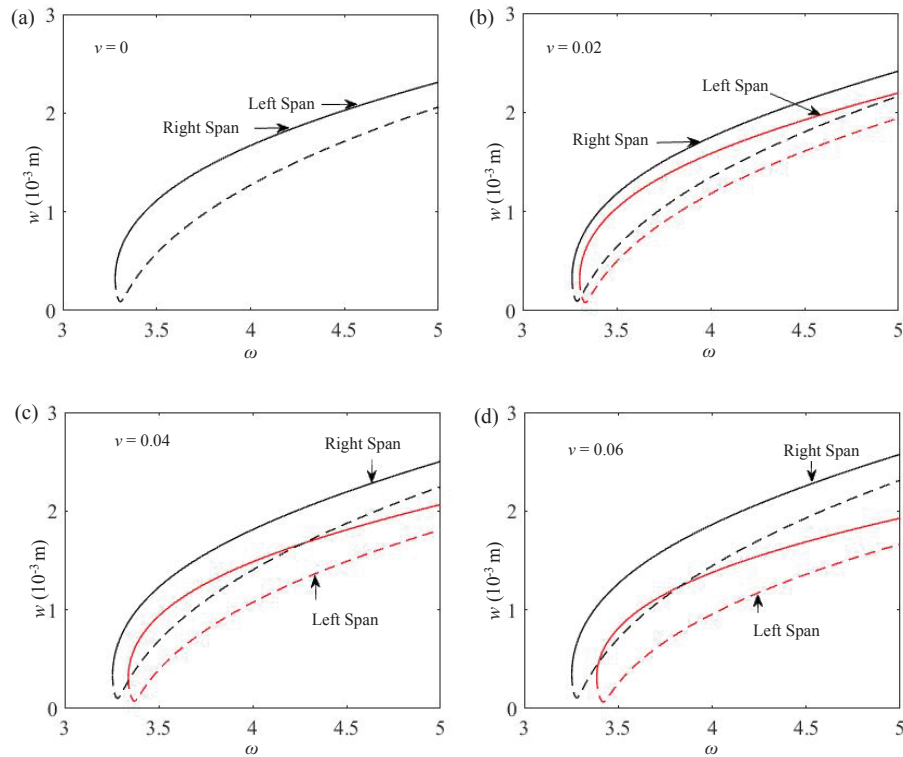 (a)
v = 0
Left Span
Right Span
w (10⁻³ m)
3
2
1
0
3 3.5 4 4.5 5
ω
(b)
v = 0.02
Left Span
Right Span
w (10⁻³ m)
3
2
1
0
3 3.5 4 4.5 5
ω
(c)
v = 0.04
Right Span
Left Span
w (10⁻³ m)
3
2
1
0
3 3.5 4 4.5 5
ω
(d)
v = 0.06
Right Span
Left Span
w (10⁻³ m)
3
2
1
0
3 3.5 4 4.5 5
ω